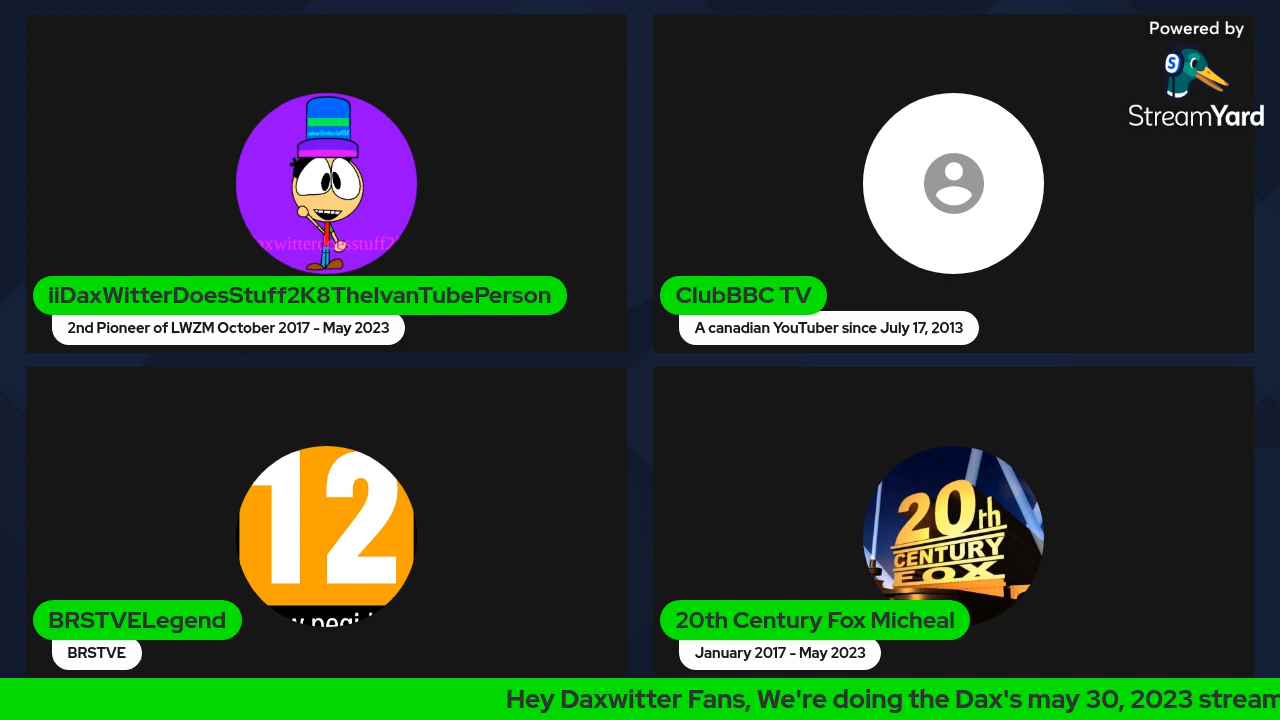 Powered by
StreamYard
iiDaxWitterDoesStuff2K8TheIvanTubePerson
2nd Pioneer of LWZM October 2017 - May 2023
ClubBBC TV
A canadian YouTuber since July 17, 2013
12
20th
CENTURY
FOX
BRSTVELegend
BRSTVE
20th Century Fox Micheal
January 2017 - May 2023
Hey Daxwitter Fans, We're doing the Dax's may 30, 2023 stream